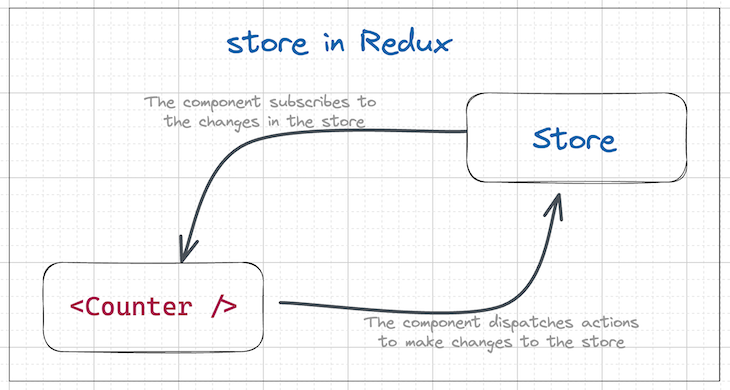 store in Redux
The component subscribes to
the changes in the store
Store
<Counter />
The component dispatches actions
to make changes to the store